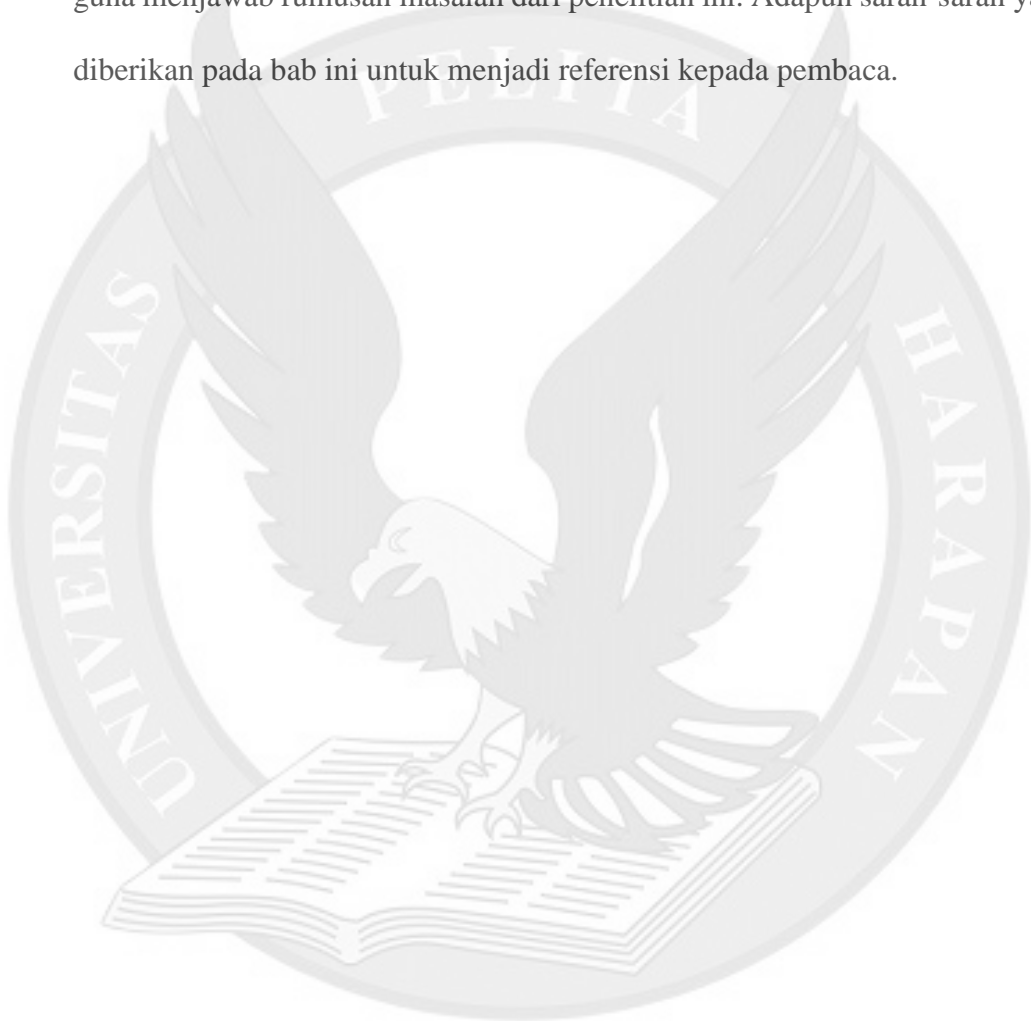 guna menjawab rumusan masalah dari penelitian ini. Adapun saran-saran
diberikan pada bab ini untuk menjadi referensi kepada pembaca.
PELITA
UNIVERSITAS
HARAPAN